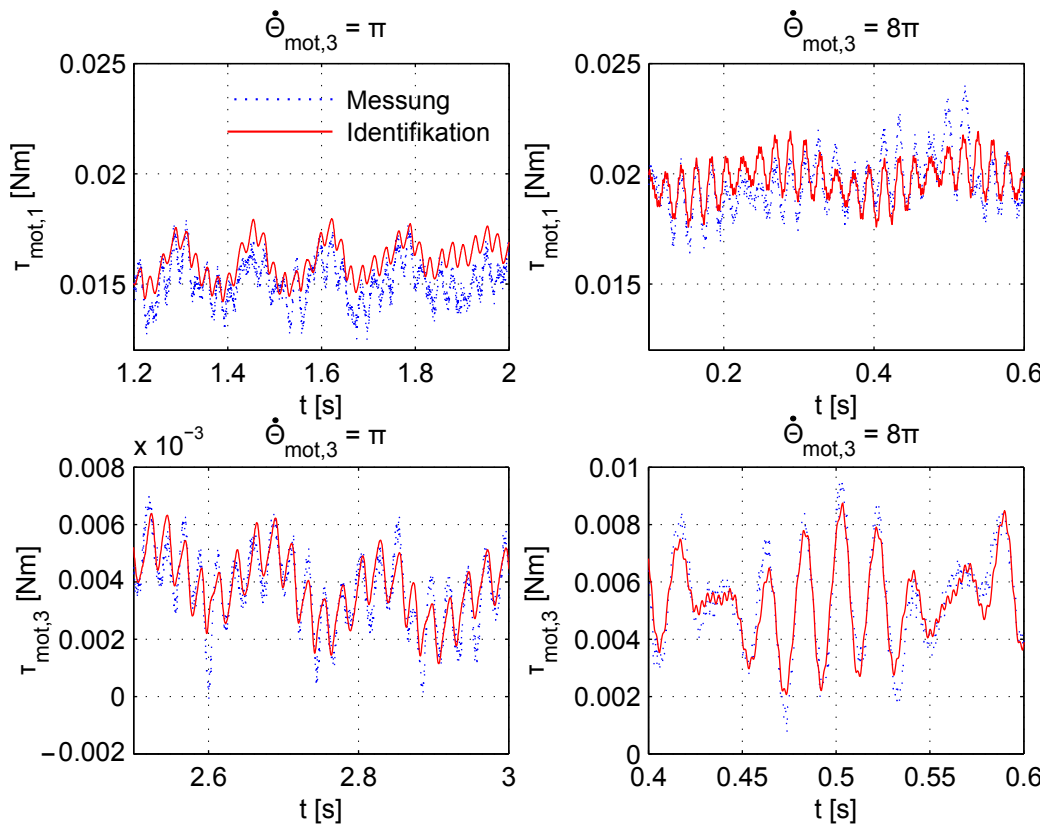 Θ̇mot,3 = π
0.025
0.02
0.015
τmot,1 [Nm]
Messung
Identifikation
1.2 1.4 1.6 1.8 2
t [s]
Θ̇mot,3 = 8π
0.025
0.02
0.015
τmot,1 [Nm]
0.2 0.4 0.6
t [s]
x 10−3
Θ̇mot,3 = π
0.008
0.006
0.004
0.002
0
−0.002
τmot,3 [Nm]
2.6 2.8 3
t [s]
Θ̇mot,3 = 8π
0.01
0.008
0.006
0.004
0.002
0
τmot,3 [Nm]
0.4 0.45 0.5 0.55 0.6
t [s]